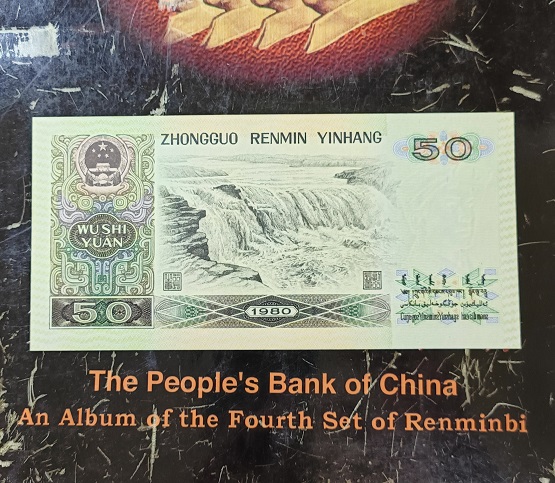 ZHONGGUO RENMIN YINHANG
50
WU SHI
YUAN
50
1980
The People's Bank of China
An Album of the Fourth Set of Renminbi